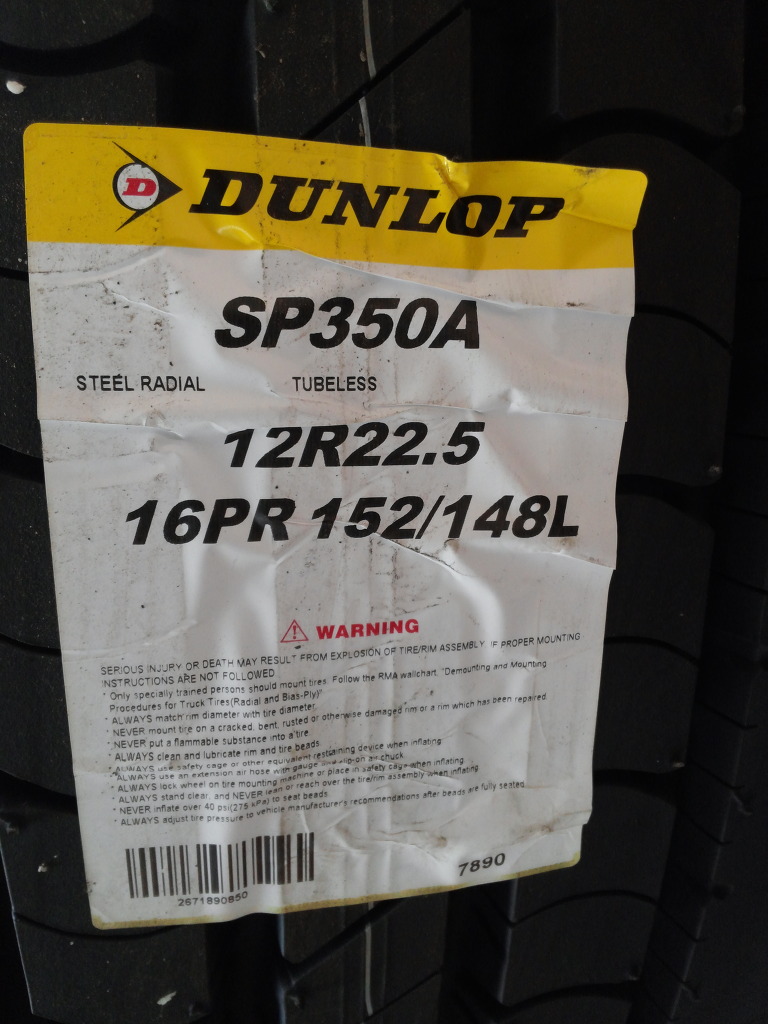 D DUNLOP
SP350A
STEEL RADIAL TUBELESS
12R22.5
16PR 152/148L
WARNING
SERIOUS INJURY OR DEATH MAY RESULT FROM EXPLOSION OF TIRE/RIM ASSEMBLY IF PROPER MOUNTING
INSTRUCTIONS ARE NOT FOLLOWED
* Only specially trained persons should mount tires. Follow the RMA wallchart, "Demounting and Mounting
Procedures for Truck Tires(Radial and Bias-Ply)"
* ALWAYS match rim diameter with tire diameter.
* NEVER mount tire on a cracked, bent, rusted or otherwise damaged rim or a rim which has been repaired.
* NEVER put a flammable substance into a tire.
* ALWAYS clean and lubricate rim and tire beads.
* ALWAYS use safety cage or other equivalent restraining device when inflating.
* ALWAYS use an extension air hose with gauge and clip-on air chuck.
* ALWAYS lock wheel on tire mounting machine or place in safety cage when inflating.
* ALWAYS stand clear, and NEVER lean or reach over the tire/rim assembly when inflating.
* NEVER inflate over 40 psi(275 kPa) to seat beads.
* ALWAYS adjust tire pressure to vehicle manufacturer's recommendations after beads are fully seated.
2671890850
7890